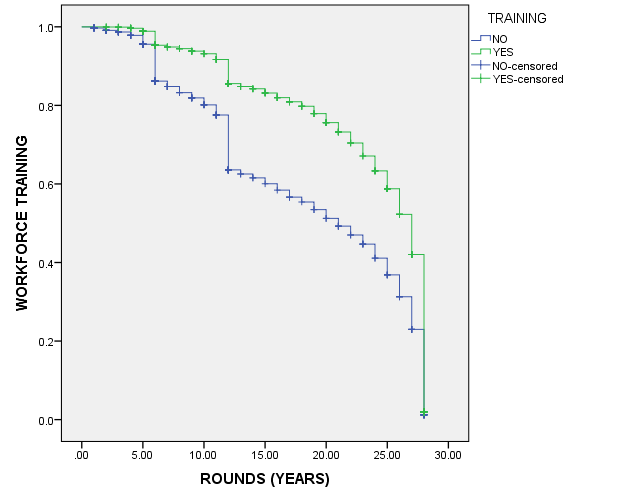 TRAINING
NO
YES
NO-censored
YES-censored
WORKFORCE TRAINING
1.0
0.8
0.6
0.4
0.2
0.0
.00 5.00 10.00 15.00 20.00 25.00 30.00
ROUNDS (YEARS)